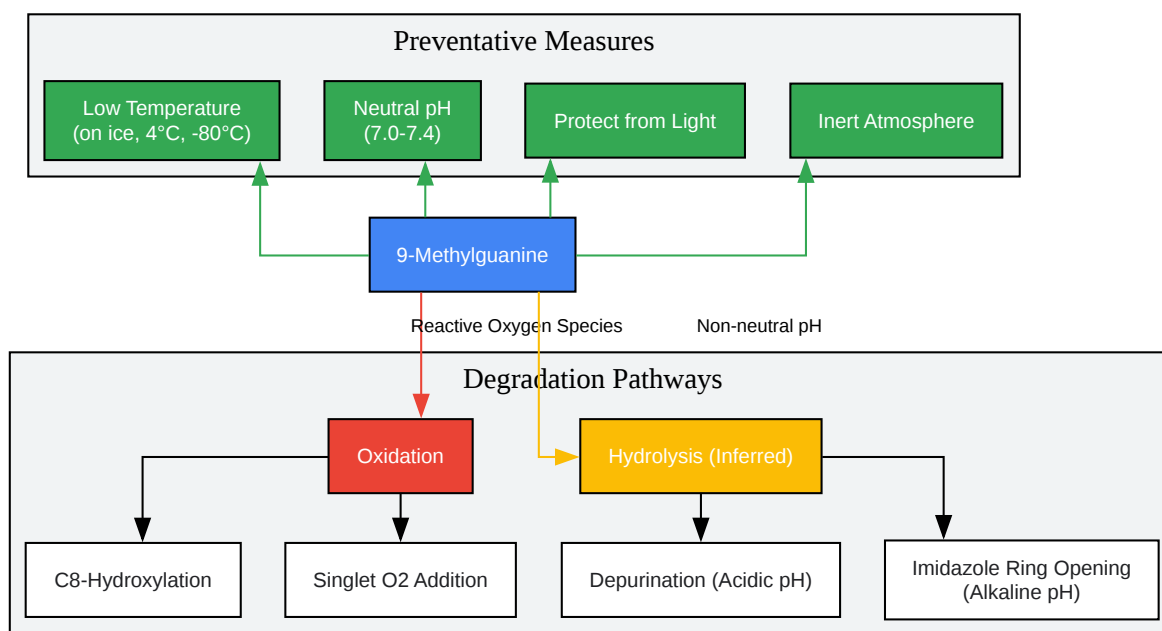 Preventative Measures
Low Temperature
(on ice, 4°C, -80°C)
Neutral pH
(7.0-7.4)
Protect from Light
Inert Atmosphere
9-Methylguanine
Reactive Oxygen Species
Non-neutral pH
Degradation Pathways
Oxidation
Hydrolysis (Inferred)
C8-Hydroxylation
Singlet O2 Addition
Depurination (Acidic pH)
Imidazole Ring Opening
(Alkaline pH)